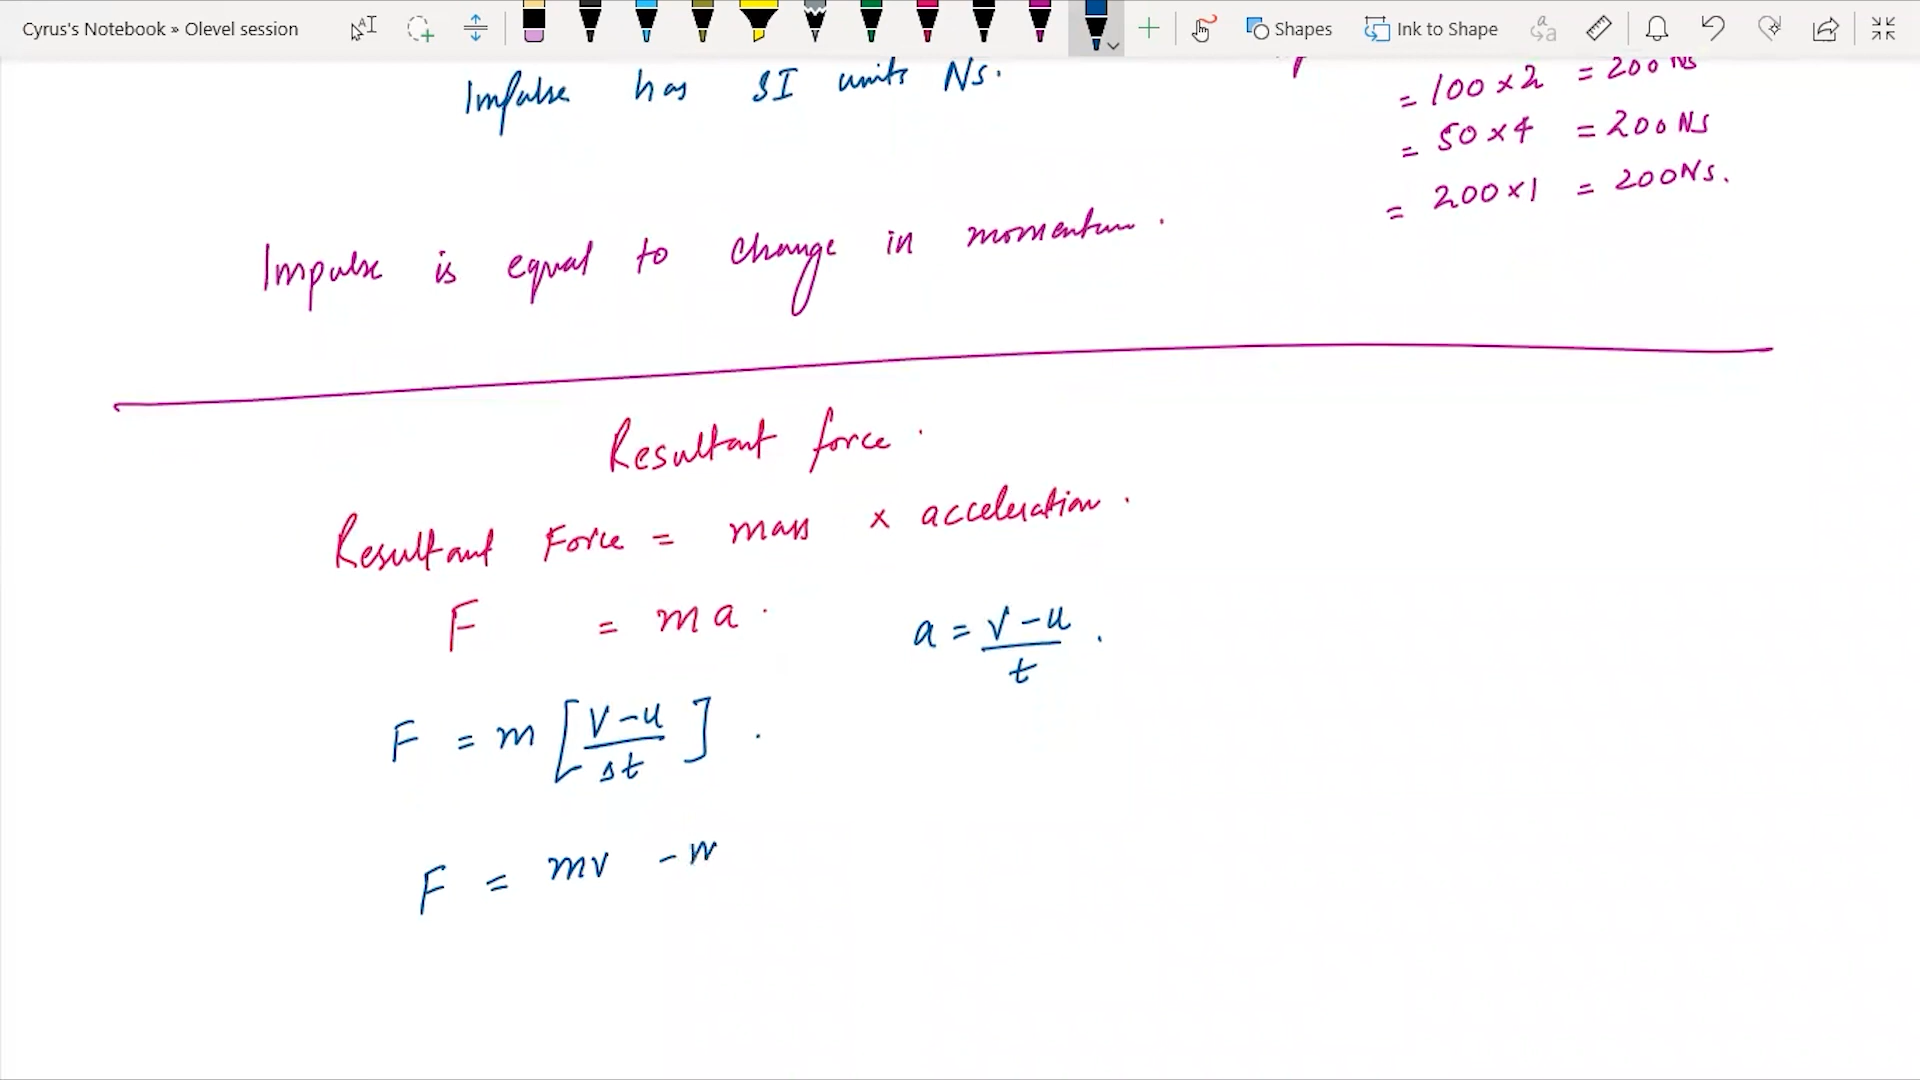 Cyrus's Notebook » Olevel session
Shapes
Ink to Shape
Impulse has SI units Ns.
= 100 × 2 = 200 Ns
= 50 × 4 = 200 Ns
= 200 × 1 = 200Ns.
Impulse is equal to change in momentum.
Resultant force.
Resultant Force = mass × acceleration.
F = ma.
a = v-u / t .
F = m [ v-u / Δt ] .
F = mv - m